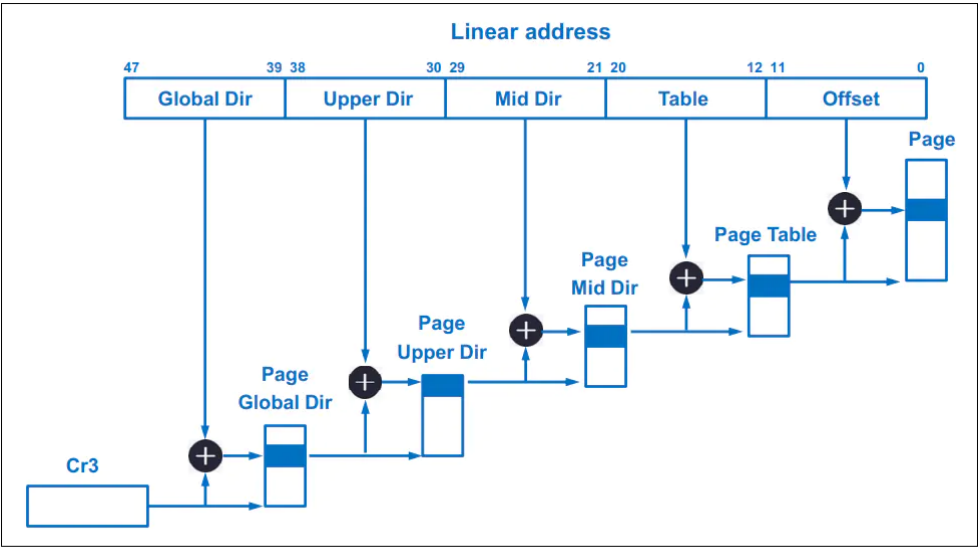 Linear address
47 39 38 30 29 21 20 12 11 0
Global Dir Upper Dir Mid Dir Table Offset
Page
Page Table
Page
Mid Dir
Page
Upper Dir
Page
Global Dir
Cr3